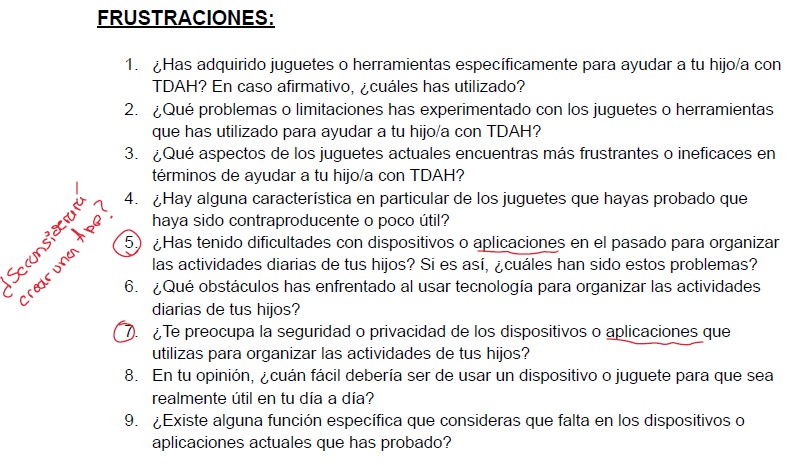 FRUSTRACIONES:
1. ¿Has adquirido juguetes o herramientas específicamente para ayudar a tu hijo/a con
TDAH? En caso afirmativo, ¿cuáles has utilizado?
2. ¿Qué problemas o limitaciones has experimentado con los juguetes o herramientas
que has utilizado para ayudar a tu hijo/a con TDAH?
3. ¿Qué aspectos de los juguetes actuales encuentras más frustrantes o ineficaces en
términos de ayudar a tu hijo/a con TDAH?
4. ¿Hay alguna característica en particular de los juguetes que hayas probado que
haya sido contraproducente o poco útil?
5. ¿Has tenido dificultades con dispositivos o aplicaciones en el pasado para organizar
las actividades diarias de tus hijos? Si es así, ¿cuáles han sido estos problemas?
6. ¿Qué obstáculos has enfrentado al usar tecnología para organizar las actividades
diarias de tus hijos?
7. ¿Te preocupa la seguridad o privacidad de los dispositivos o aplicaciones que
utilizas para organizar las actividades de tus hijos?
8. En tu opinión, ¿cuán fácil debería ser de usar un dispositivo o juguete para que sea
realmente útil en tu día a día?
9. ¿Existe alguna función específica que consideras que falta en los dispositivos o
aplicaciones actuales que has probado?
¿Se considerará
crear una app?